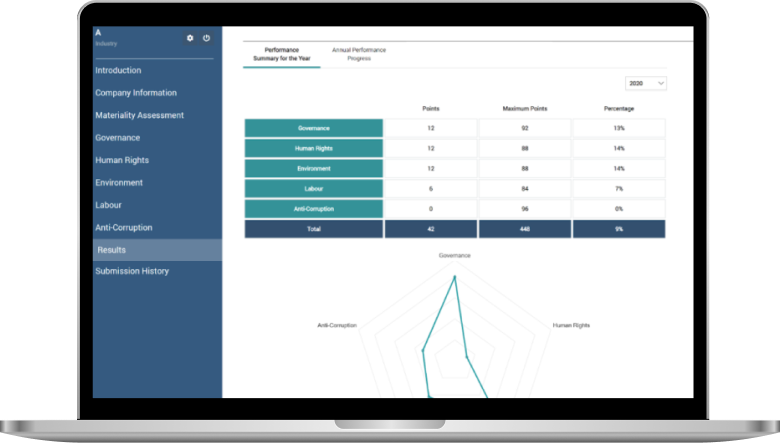 A
Industry
Introduction
Company Information
Materiality Assessment
Governance
Human Rights
Environment
Labour
Anti-Corruption
Results
Submission History
Performance
Summary for the Year
Annual Performance
Progress
2020
Points Maximum Points Percentage
Governance 12 92 13%
Human Rights 12 88 14%
Environment 12 88 14%
Labour 6 84 7%
Anti-Corruption 0 96 0%
Total 42 448 9%
Governance
Anti-Corruption
Human Rights